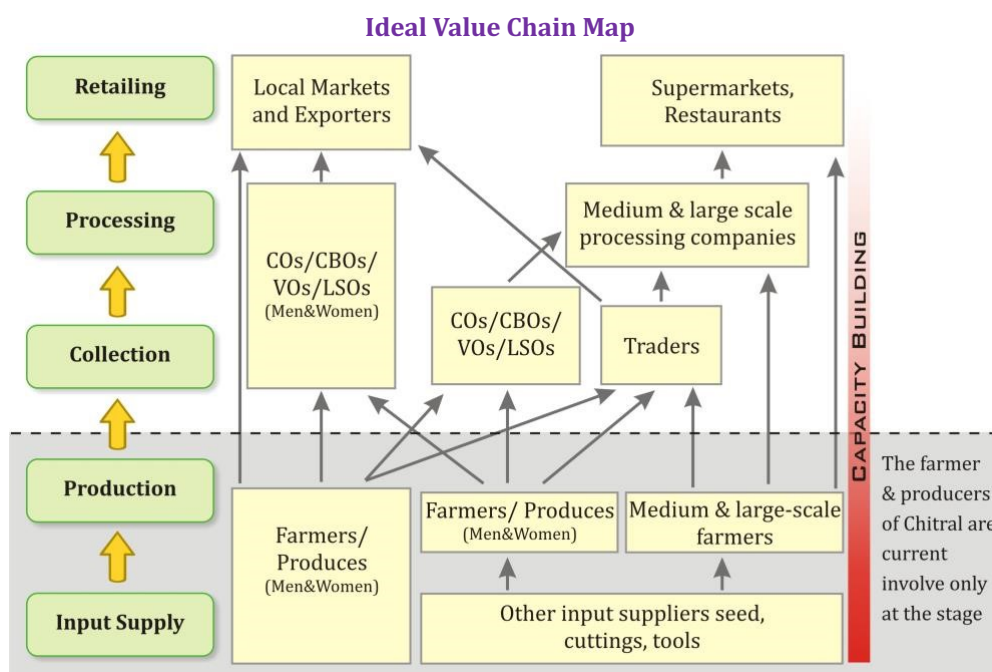 Ideal Value Chain Map
Retailing
Processing
Collection
Production
Input Supply
Local Markets
and Exporters
Supermarkets,
Restaurants
COs/CBOs/
VOs/LSOs
(Men&Women)
Medium & large scale
processing companies
COs/CBOs/
VOs/LSOs
Traders
Farmers/
Produces
(Men&Women)
Farmers/ Produces
(Men&Women)
Medium & large-scale
farmers
Other input suppliers seed,
cuttings, tools
CAPACITY BUILDING
The farmer
& producers
of Chitral are
current
involve only
at the stage